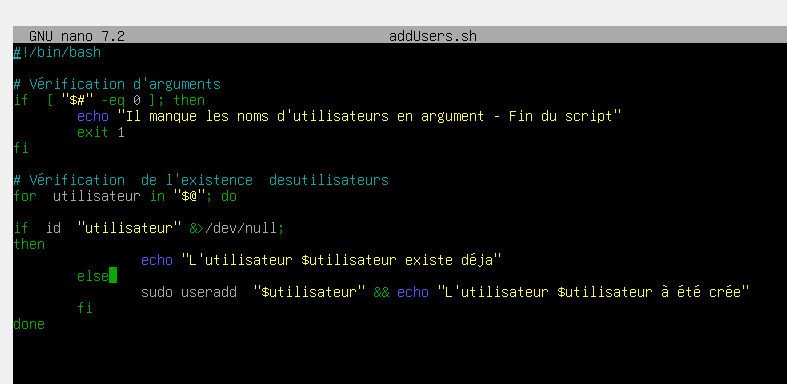 GNU nano 7.2 addUsers.sh
#!/bin/bash
# Vérification d'arguments
if [ "$#" -eq 0 ]; then
echo "Il manque les noms d'utilisateurs en argument - Fin du script"
exit 1
fi
# Vérification de l'existence desutilisateurs
for utilisateur in "$@"; do
if id "utilisateur" &>/dev/null;
then
echo "L'utilisateur $utilisateur existe déja"
else
sudo useradd "$utilisateur" && echo "L'utilisateur $utilisateur à été crée"
fi
done